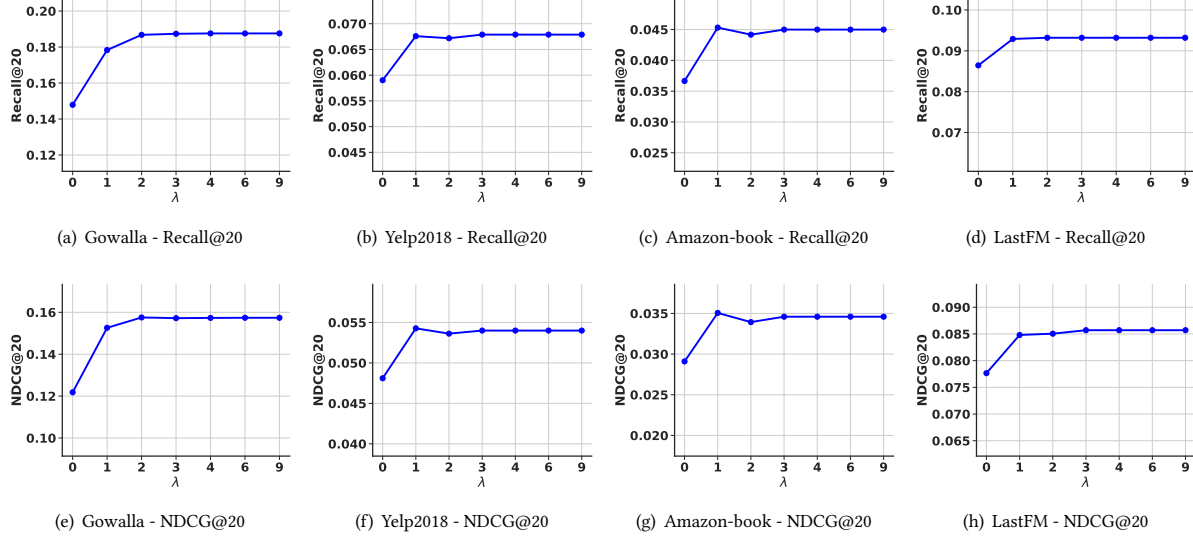 0.20
0.18
0.16
0.14
0.12
Recall@20
0 1 2 3 4 6 9
λ
(a) Gowalla - Recall@20
0.070
0.065
0.060
0.055
0.050
0.045
Recall@20
0 1 2 3 4 6 9
λ
(b) Yelp2018 - Recall@20
0.045
0.040
0.035
0.030
0.025
Recall@20
0 1 2 3 4 6 9
λ
(c) Amazon-book - Recall@20
0.10
0.09
0.08
0.07
Recall@20
0 1 2 3 4 6 9
λ
(d) LastFM - Recall@20
0.16
0.14
0.12
0.10
NDCG@20
0 1 2 3 4 6 9
λ
(e) Gowalla - NDCG@20
0.055
0.050
0.045
0.040
NDCG@20
0 1 2 3 4 6 9
λ
(f) Yelp2018 - NDCG@20
0.035
0.030
0.025
0.020
NDCG@20
0 1 2 3 4 6 9
λ
(g) Amazon-book - NDCG@20
0.090
0.085
0.080
0.075
0.070
0.065
NDCG@20
0 1 2 3 4 6 9
λ
(h) LastFM - NDCG@20